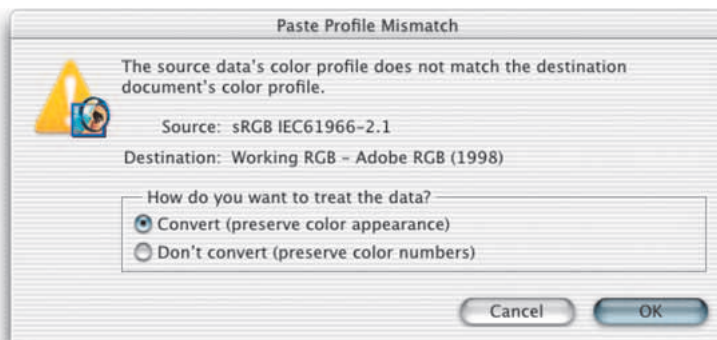 Paste Profile Mismatch
The source data's color profile does not match the destination
document's color profile.
Source: sRGB IEC61966-2.1
Destination: Working RGB – Adobe RGB (1998)
How do you want to treat the data?
Convert (preserve color appearance)
Don't convert (preserve color numbers)
Cancel OK